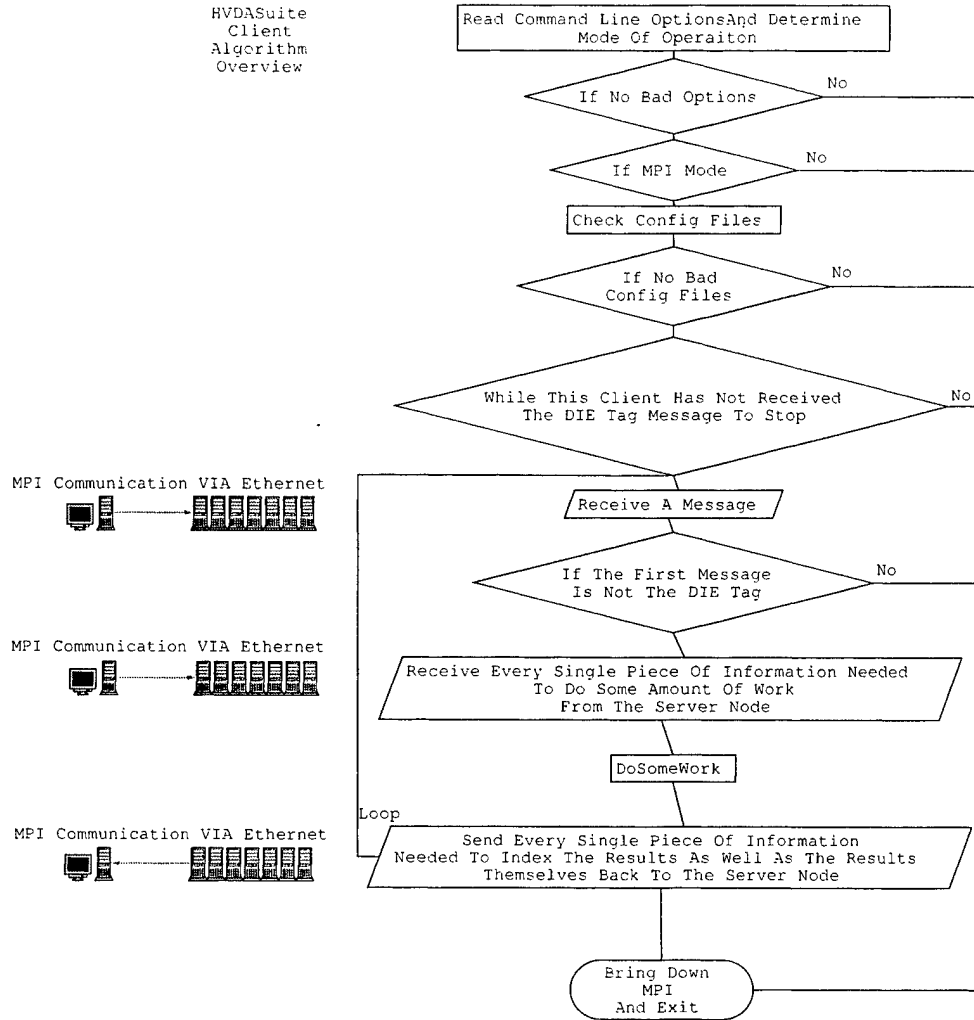 HVDASuite
Client
Algorithm
Overview
Read Command Line OptionsAnd Determine
Mode Of Operaiton
If No Bad Options
No
If MPI Mode
No
Check Config Files
If No Bad
Config Files
No
While This Client Has Not Received
The DIE Tag Message To Stop
No
MPI Communication VIA Ethernet
Receive A Message
If The First Message
Is Not The DIE Tag
No
MPI Communication VIA Ethernet
Receive Every Single Piece Of Information Needed
To Do Some Amount Of Work
From The Server Node
DoSomeWork
Loop
MPI Communication VIA Ethernet
Send Every Single Piece Of Information
Needed To Index The Results As Well As The Results
Themselves Back To The Server Node
Bring Down
MPI
And Exit